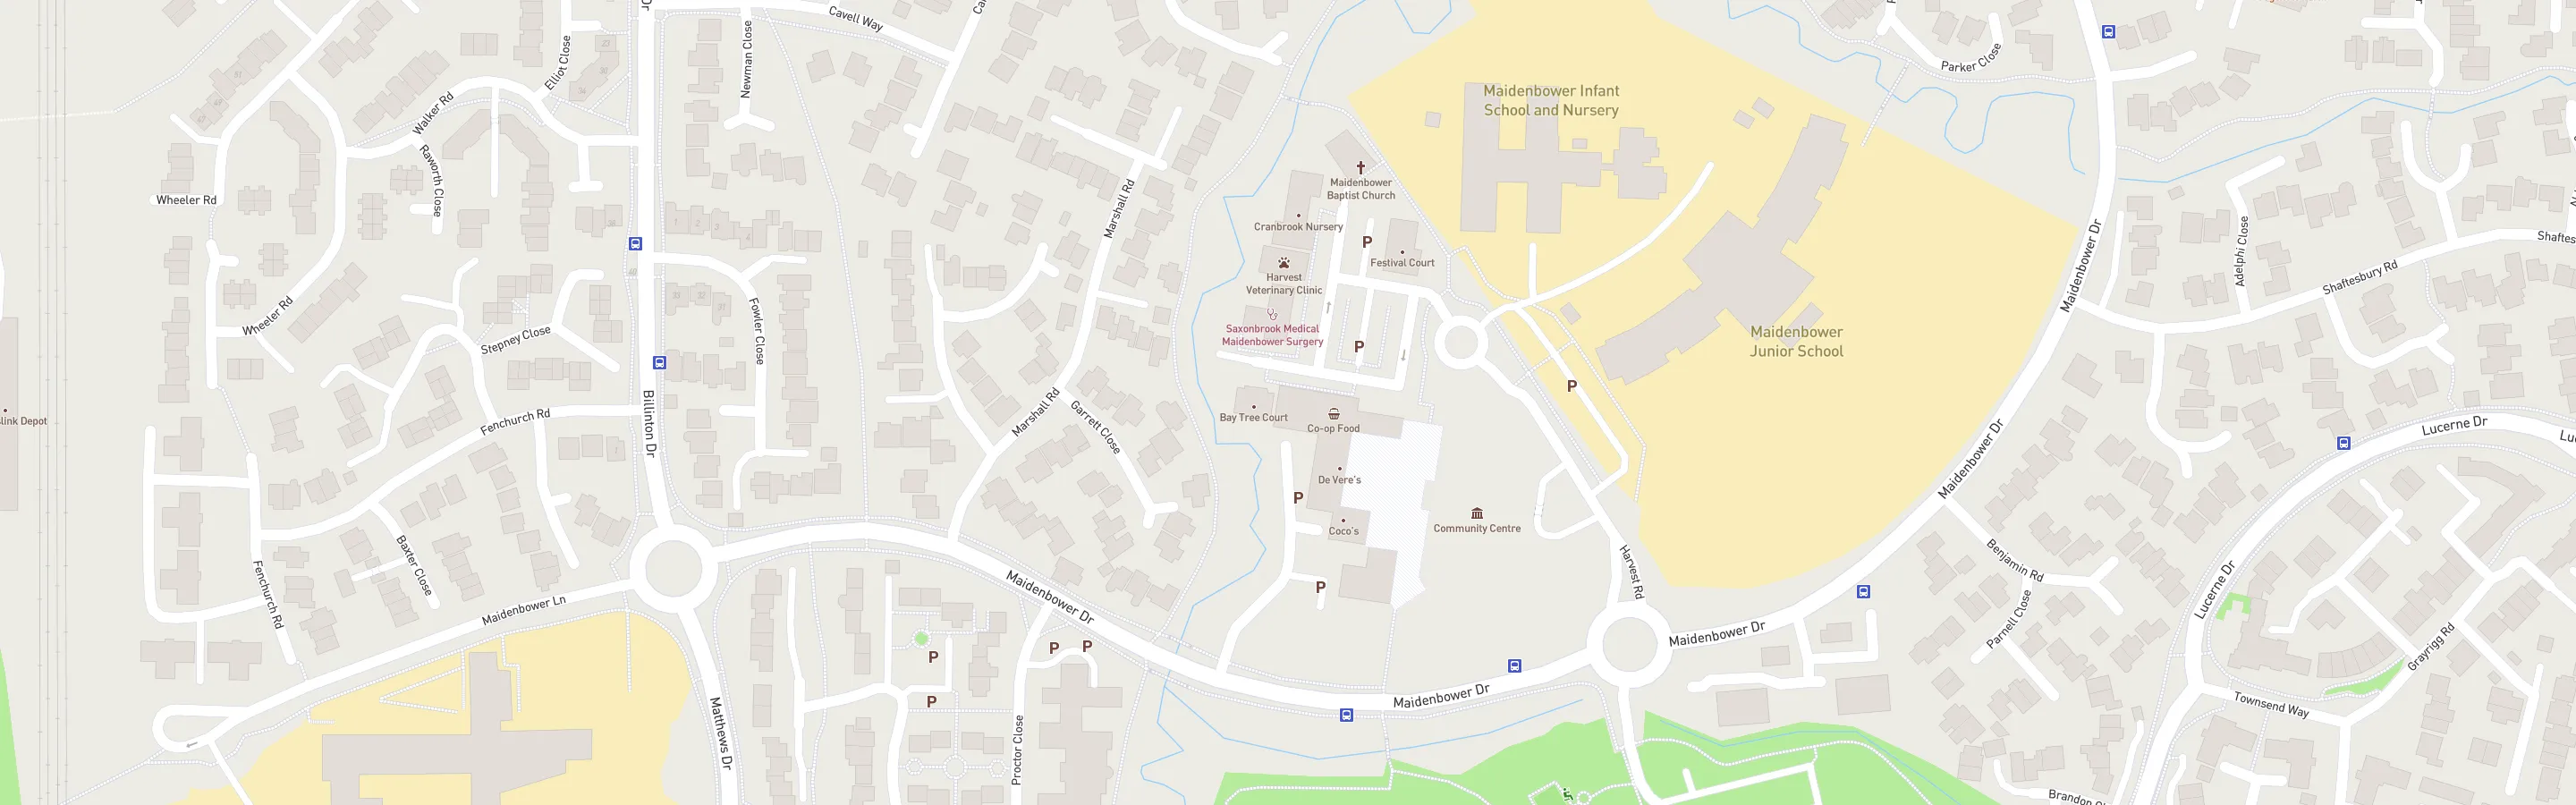 Cavell Way
Newman Close
Elliot Close
Walker Rd
Raworth Close
Wheeler Rd
Wheeler Rd
Stepney Close
Fenchurch Rd
Fenchurch Rd
Baxter Close
Maidenbower Ln
Billinton Dr
Fowler Close
Matthews Dr
Marshall Rd
Marshall Rd
Garrett Close
Maidenbower Dr
Proctor Close
P
P
P
P
Maidenbower Infant
School and Nursery
Maidenbower
Baptist Church
Cranbrook Nursery
P
Festival Court
Harvest
Veterinary Clinic
Saxonbrook Medical
Maidenbower Surgery
P
P
Bay Tree Court
Co-op Food
De Vere's
P
Coco's
P
Community Centre
Harvest Rd
Maidenbower
Junior School
Maidenbower Dr
Maidenbower Dr
Maidenbower Dr
Maidenbower Dr
Parker Close
Adelphi Close
Shaftesbury Rd
Shaftes
Lucerne Dr
Lucerne Dr
Benjamin Rd
Parnell Close
Grayrigg Rd
Townsend Way
Brandon
link Depot
Dr